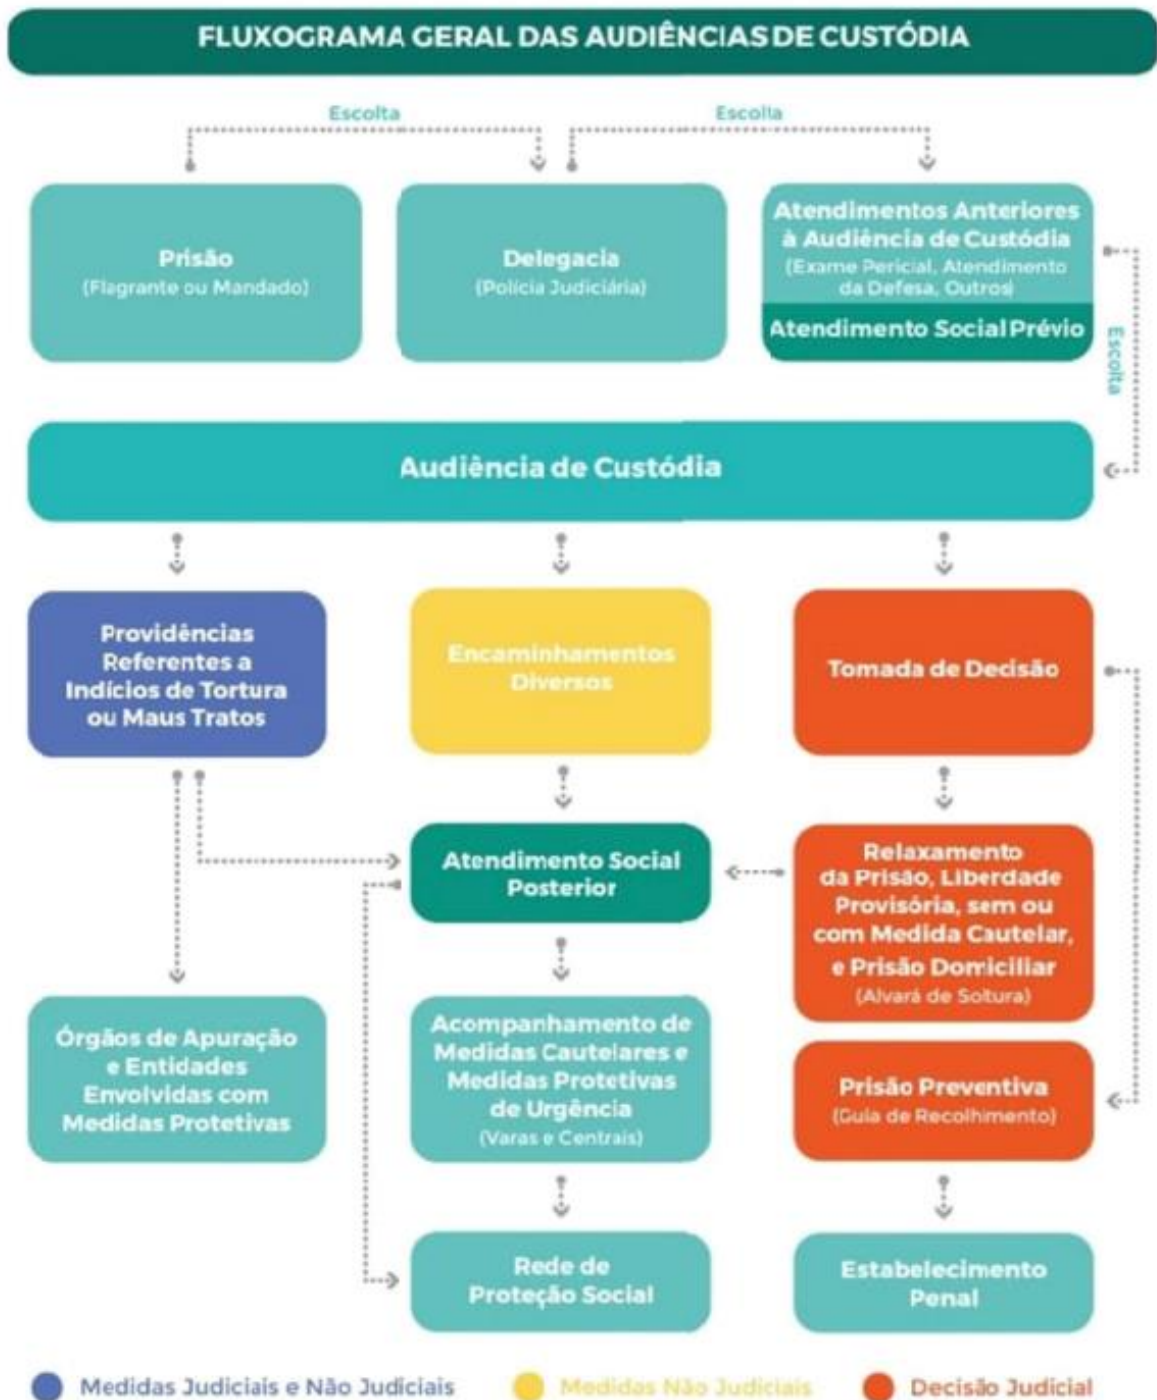 FLUXOGRAMA GERAL DAS AUDIÊNCIAS DE CUSTÓDIA
Escolta
Escolta
Prisão
(Flagrante ou Mandado)
Delegacia
(Polícia Judiciária)
Atendimentos Anteriores
à Audiência de Custódia
(Exame Pericial, Atendimento
da Defesa, Outros)
Atendimento Social Prévio
Escolta
Audiência de Custódia
Providências
Referentes a
Indícios de Tortura
ou Maus Tratos
Encaminhamentos
Diversos
Tomada de Decisão
Atendimento Social
Posterior
Relaxamento
da Prisão, Liberdade
Provisória, sem ou
com Medida Cautelar,
e Prisão Domiciliar
(Alvará de Soltura)
Órgãos de Apuração
e Entidades
Envolvidas com
Medidas Protetivas
Acompanhamento de
Medidas Cautelares e
Medidas Protetivas
de Urgência
(Varas e Centrais)
Prisão Preventiva
(Guia de Recolhimento)
Rede de
Proteção Social
Estabelecimento
Penal
Medidas Judiciais e Não Judiciais
Medidas Não Judiciais
Decisão Judicial